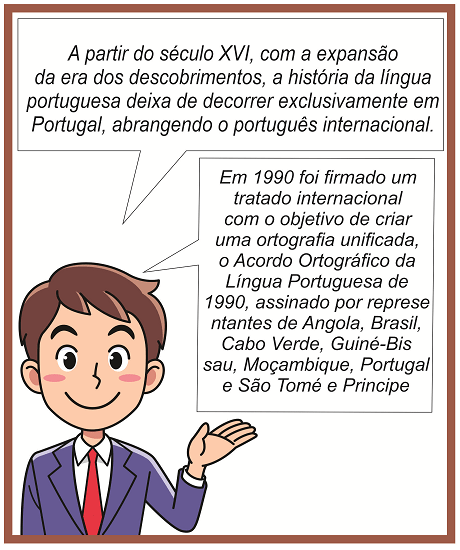 A partir do século XVI, com a expansão
da era dos descobrimentos, a história da língua
portuguesa deixa de decorrer exclusivamente em
Portugal, abrangendo o português internacional.
Em 1990 foi firmado um
tratado internacional
com o objetivo de criar
uma ortografia unificada,
o Acordo Ortográfico da
Língua Portuguesa de
1990, assinado por represe
ntantes de Angola, Brasil,
Cabo Verde, Guiné-Bis
sau, Moçambique, Portugal
e São Tomé e Principe